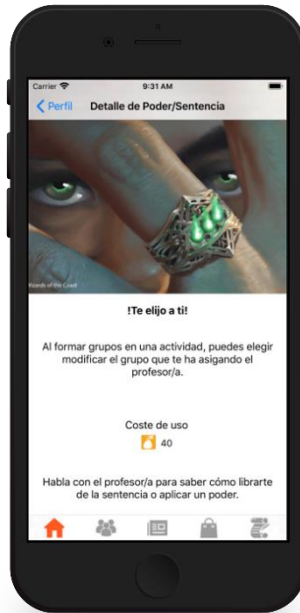 Carrier 9:31 AM
Perfil Detalle de Poder/Sentencia
Wizards of the Coast
!Te elijo a ti!
Al formar grupos en una actividad, puedes elegir
modificar el grupo que te ha asigando el
profesor/a.
Coste de uso
40
Habla con el profesor/a para saber cómo librarte
de la sentencia o aplicar un poder.